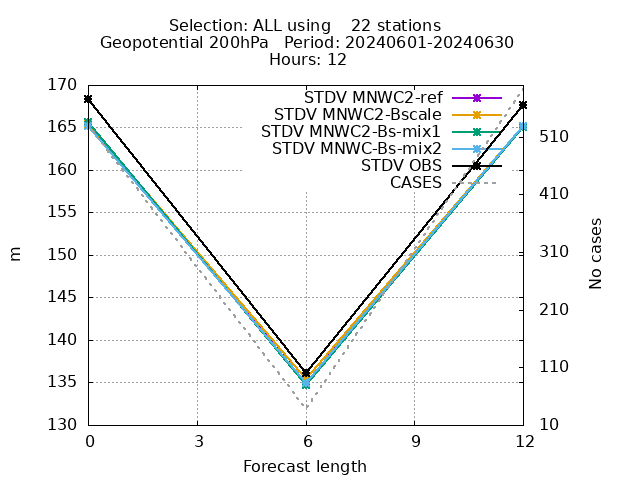 Selection: ALL using    22 stations
Geopotential 200hPa   Period: 20240601-20240630
Hours: 12
170
165
160
155
150
145
140
135
130
m
STDV MNWC2-ref
STDV MNWC2-Bscale
STDV MNWC2-Bs-mix1
STDV MNWC-Bs-mix2
STDV OBS
CASES
510
410
310
210
110
10
No cases
0
3
6
9
12
Forecast length